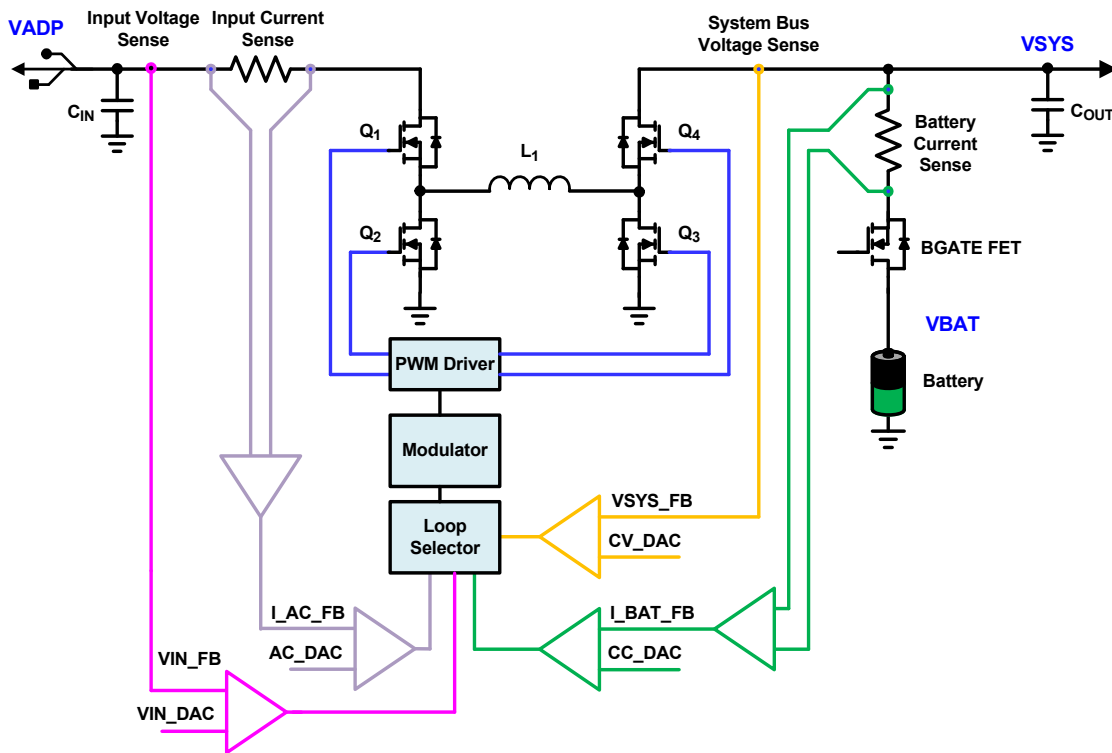 Input Voltage
Sense
Input Current
Sense
System Bus
Voltage Sense
VADP
VSYS
CIN
COUT
Q1
Q4
L1
Battery
Current
Sense
Q2
Q3
BGATE FET
VBAT
PWM Driver
Battery
Modulator
Loop
Selector
VSYS_FB
CV_DAC
I_AC_FB
AC_DAC
I_BAT_FB
CC_DAC
VIN_FB
VIN_DAC